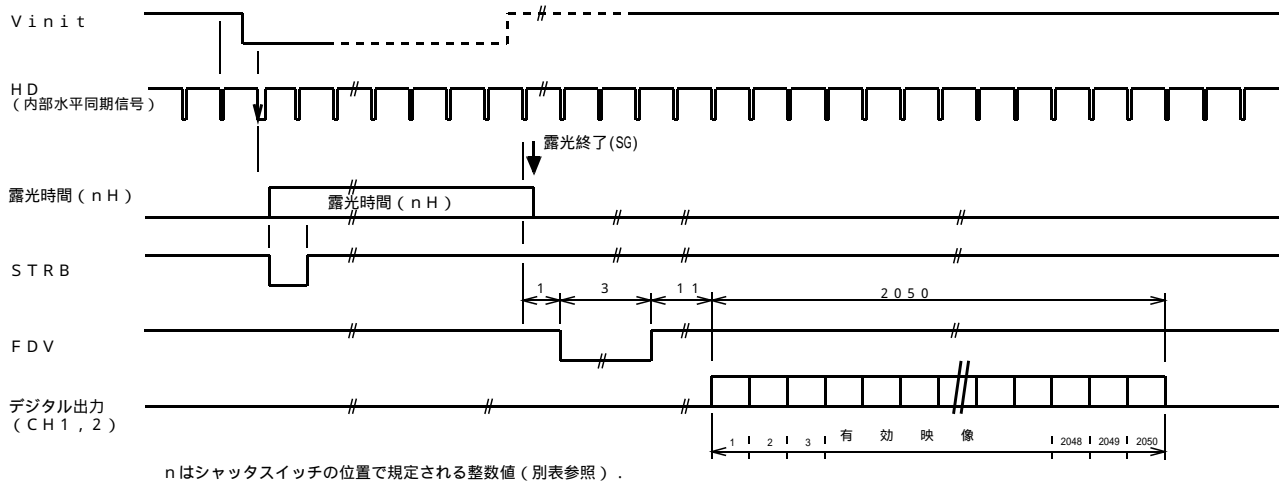 Ｖｉｎｉｔ
ＨＤ
（内部水平同期信号）
露光終了(SG)
露光時間（ｎＨ）
露光時間（ｎＨ）
ＳＴＲＢ
１ ３ １１ ２０５０
ＦＤＶ
デジタル出力
（ＣＨ１，２）
有効映像
1 2 3 2048 2049 2050
ｎはシャッタスイッチの位置で規定される整数値（別表参照）．